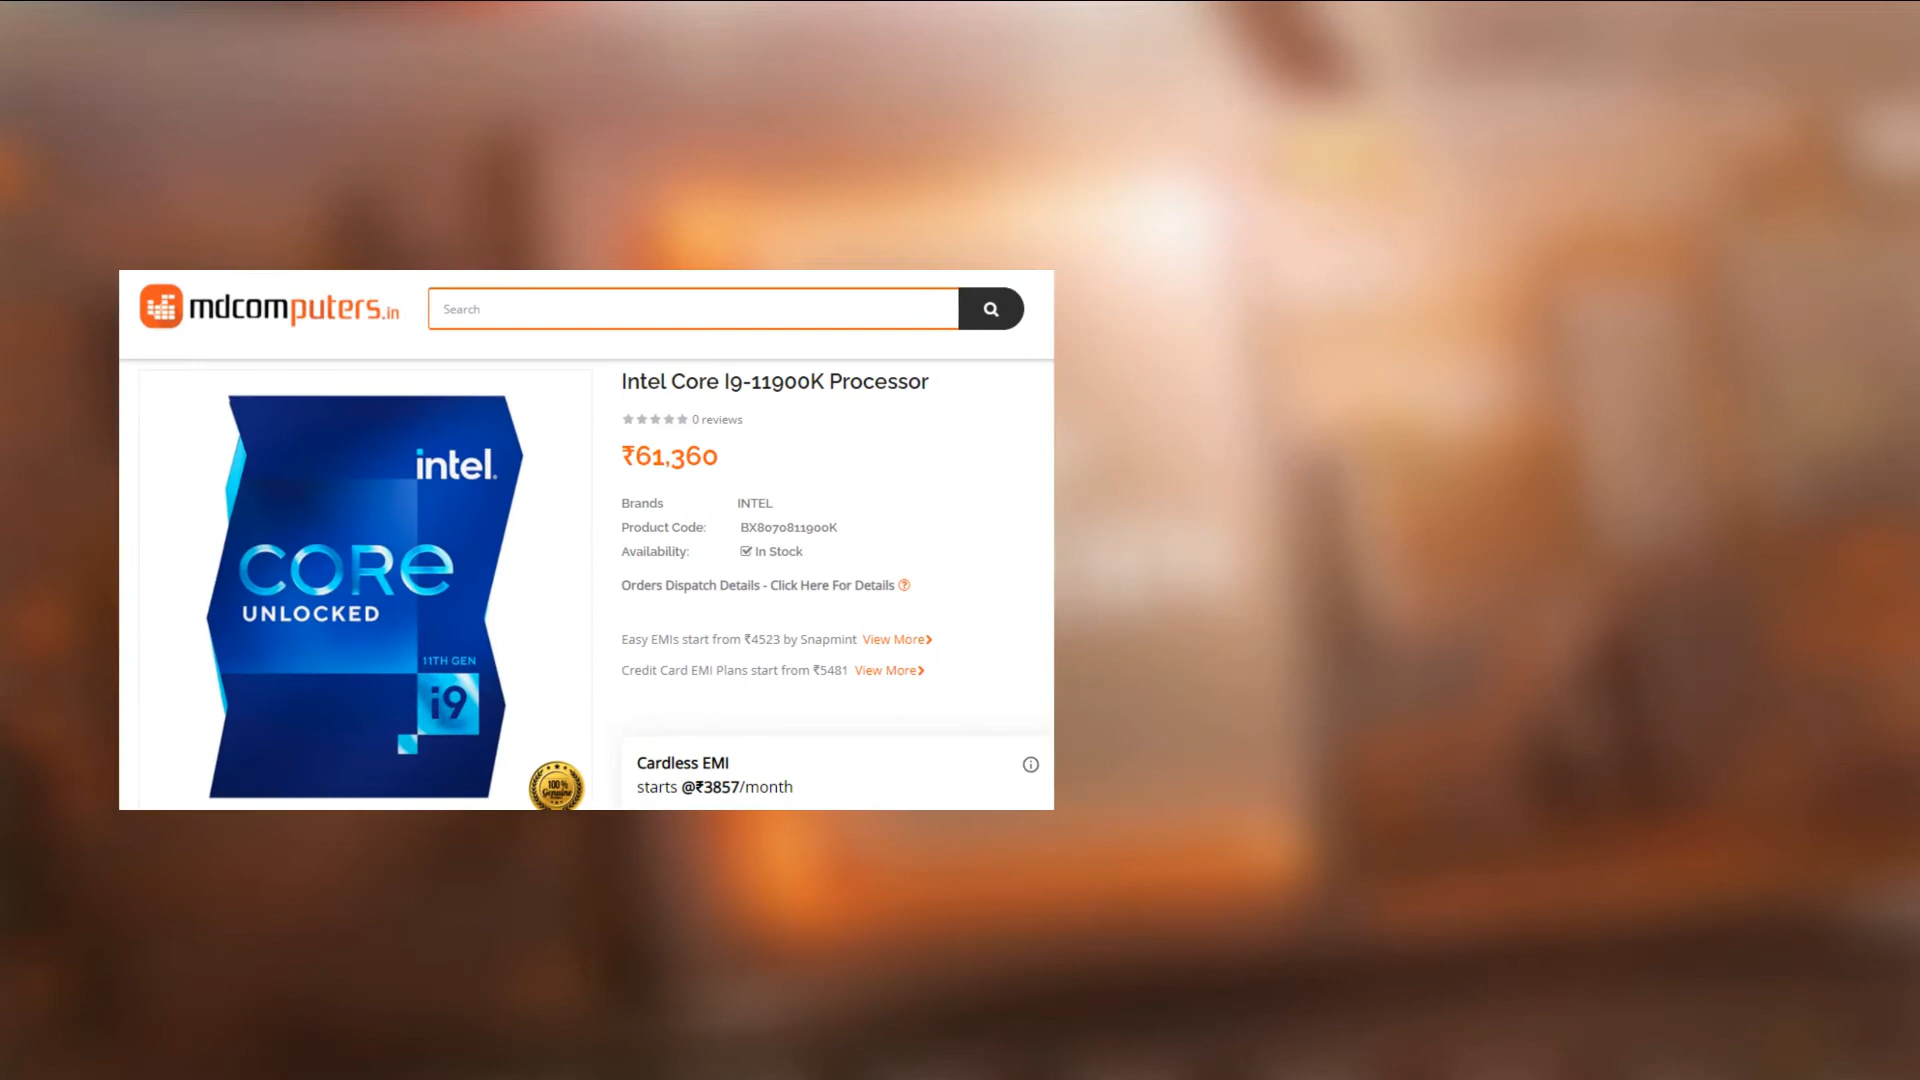 mdcomputers.in
Search
Intel Core I9-11900K Processor
0 reviews
₹61,360
Brands INTEL
Product Code: BX8070811900K
Availability: In Stock
Orders Dispatch Details - Click Here For Details
Easy EMIs start from ₹4523 by Snapmint View More
Credit Card EMI Plans start from ₹5481 View More
Cardless EMI
starts @₹3857/month
intel.
CORE
UNLOCKED
11TH GEN
i9
100%
Genuine